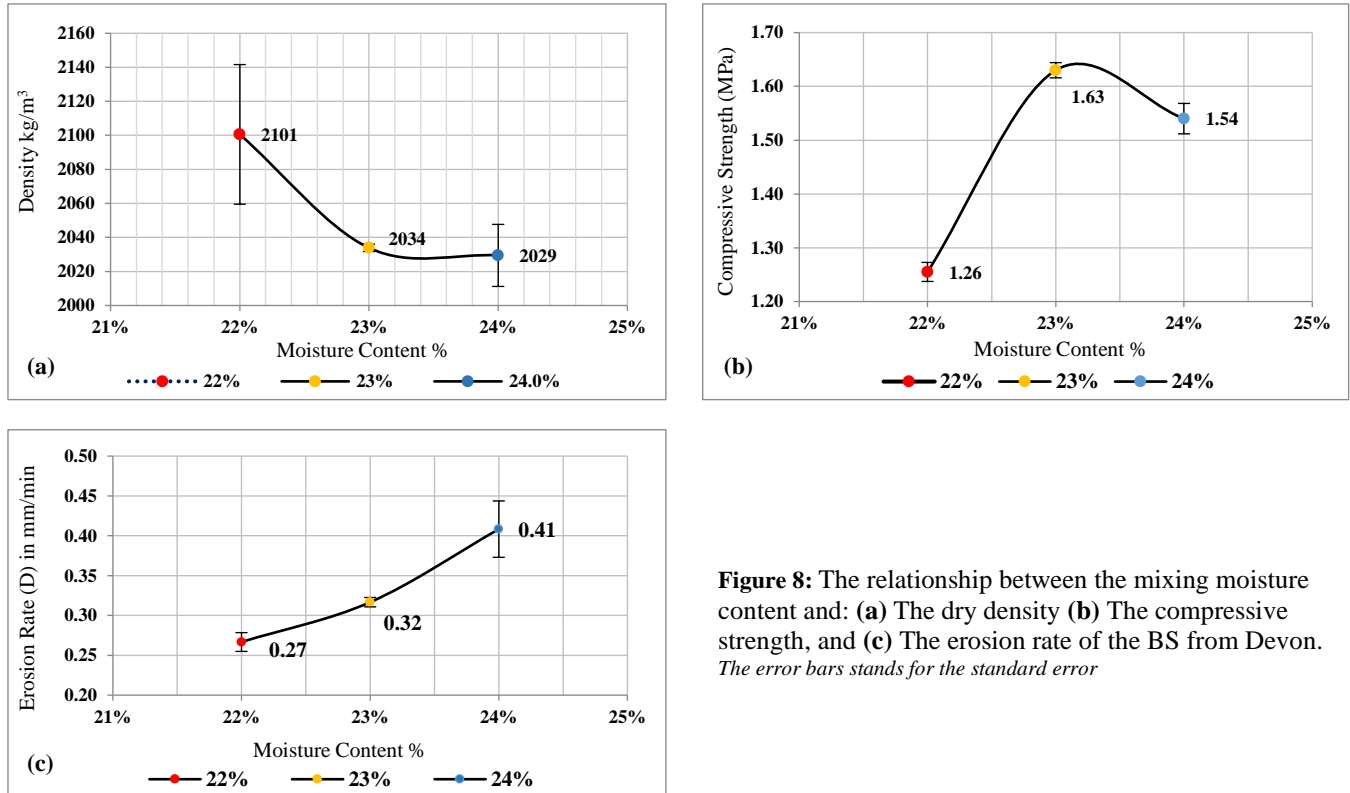 2160
2140
2120
2100
2080
2060
2040
2020
2000
Density kg/m³
2101
2034
2029
21% 22% 23% 24% 25%
Moisture Content %
(a)
22% 23% 24.0%
1.70
1.60
1.50
1.40
1.30
1.20
Compressive Strength (MPa)
1.26
1.63
1.54
21% 22% 23% 24% 25%
Moisture Content %
(b)
22% 23% 24%
0.50
0.45
0.40
0.35
0.30
0.25
0.20
Erosion Rate (D) in mm/min
0.27
0.32
0.41
21% 22% 23% 24% 25%
Moisture Content %
(c)
22% 23% 24%
Figure 8: The relationship between the mixing moisture
content and: (a) The dry density (b) The compressive
strength, and (c) The erosion rate of the BS from Devon.
The error bars stands for the standard error